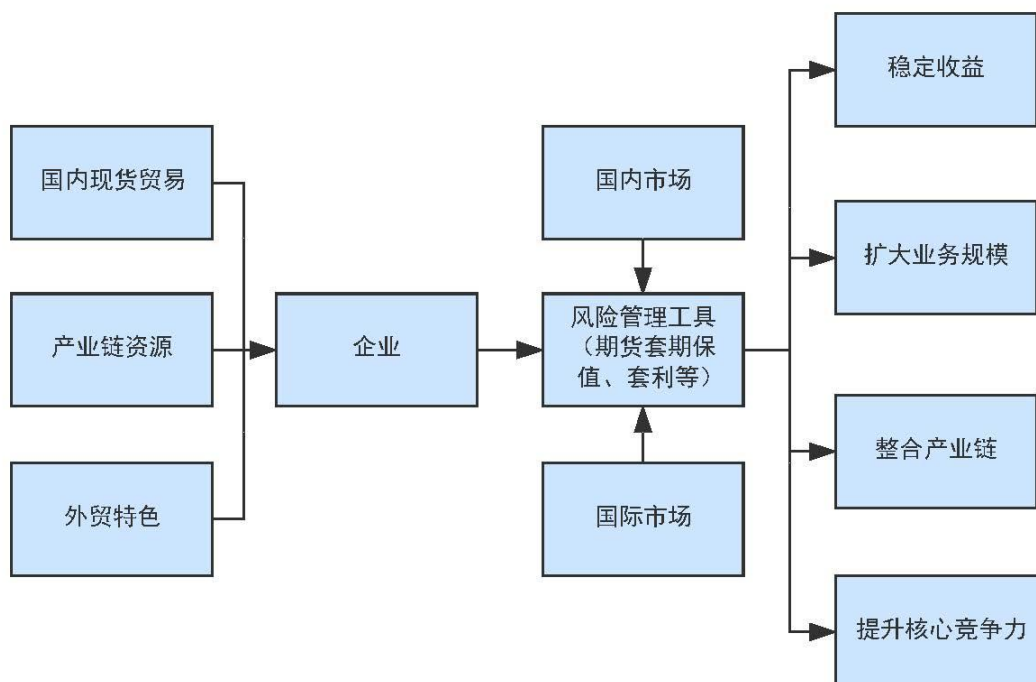 国内现货贸易
产业链资源
外贸特色
企业
国内市场
风险管理工具
（期货套期保
值、套利等）
国际市场
稳定收益
扩大业务规模
整合产业链
提升核心竞争力